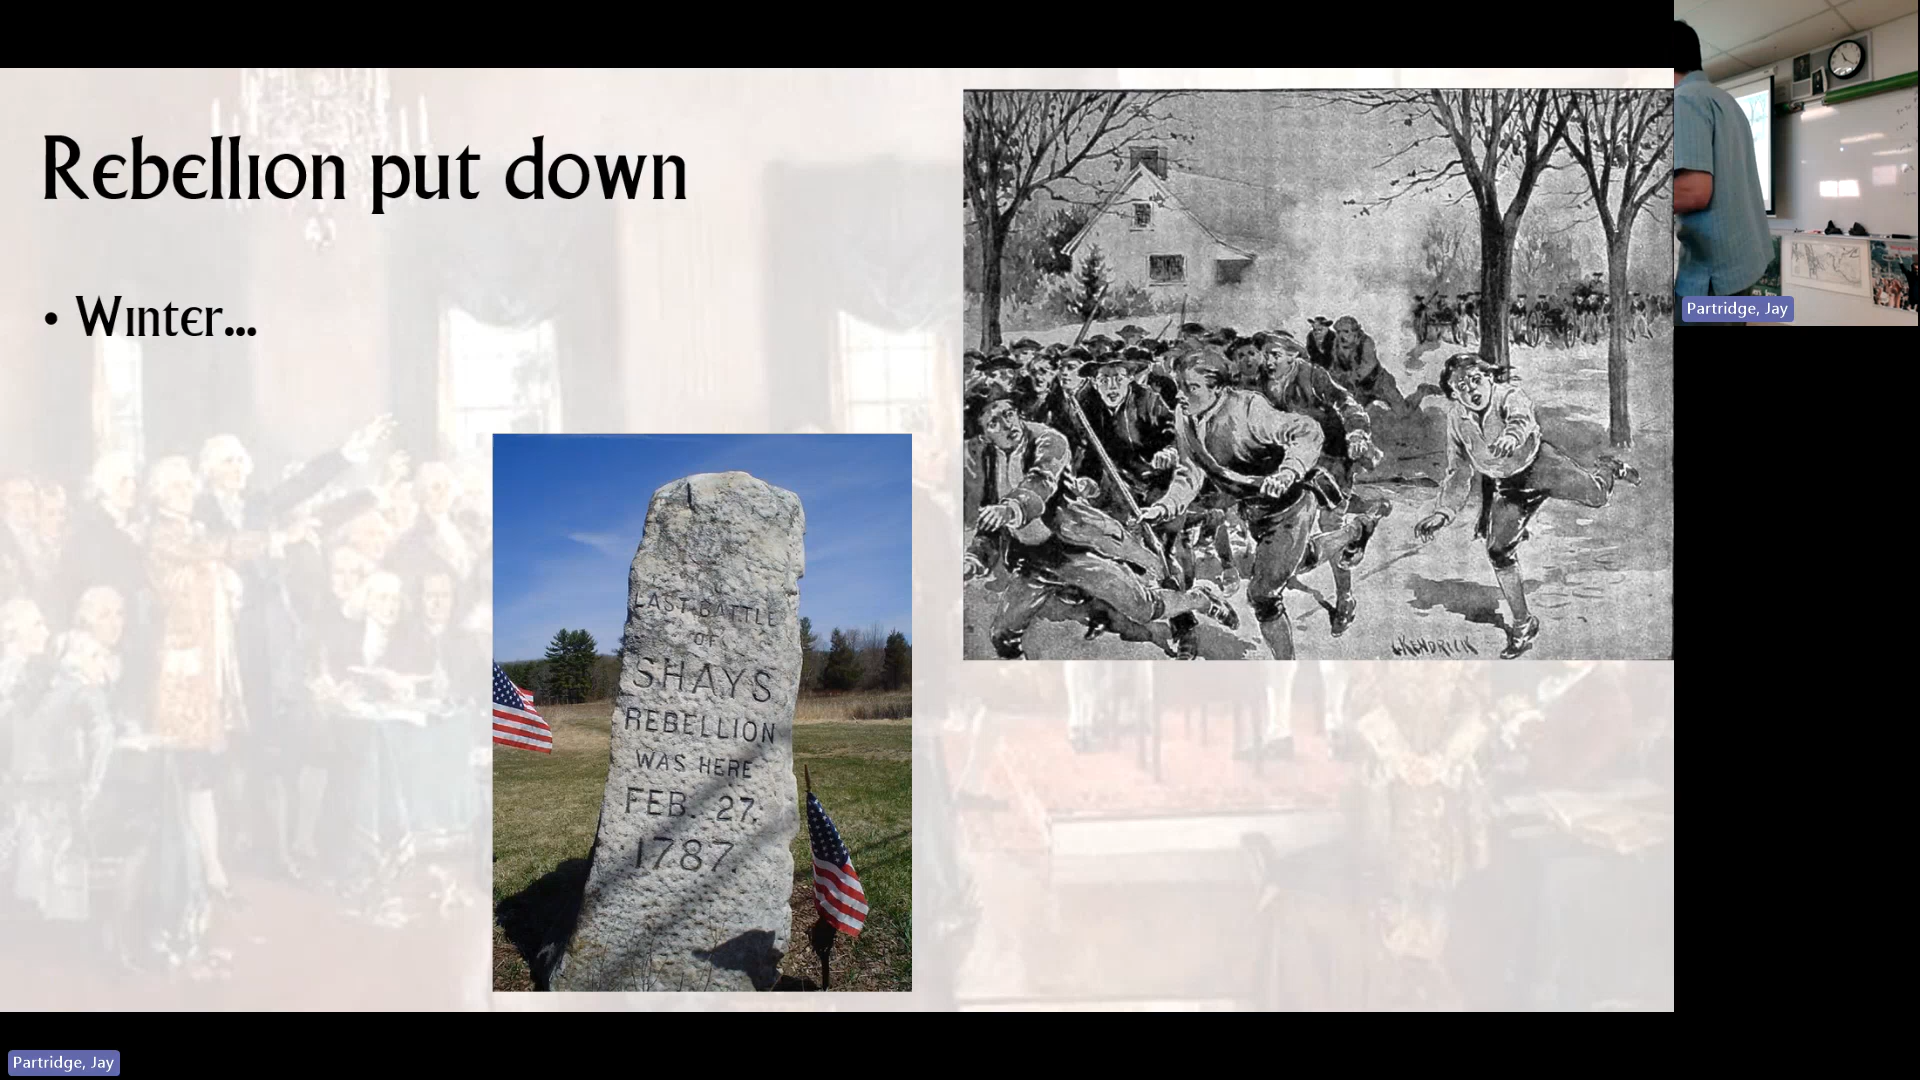 Rebellion put down
• Winter...
LAST BATTLE
OF
SHAYS
REBELLION
WAS HERE
FEB. 27.
1787.
KENDRICK
Partridge, Jay
Partridge, Jay